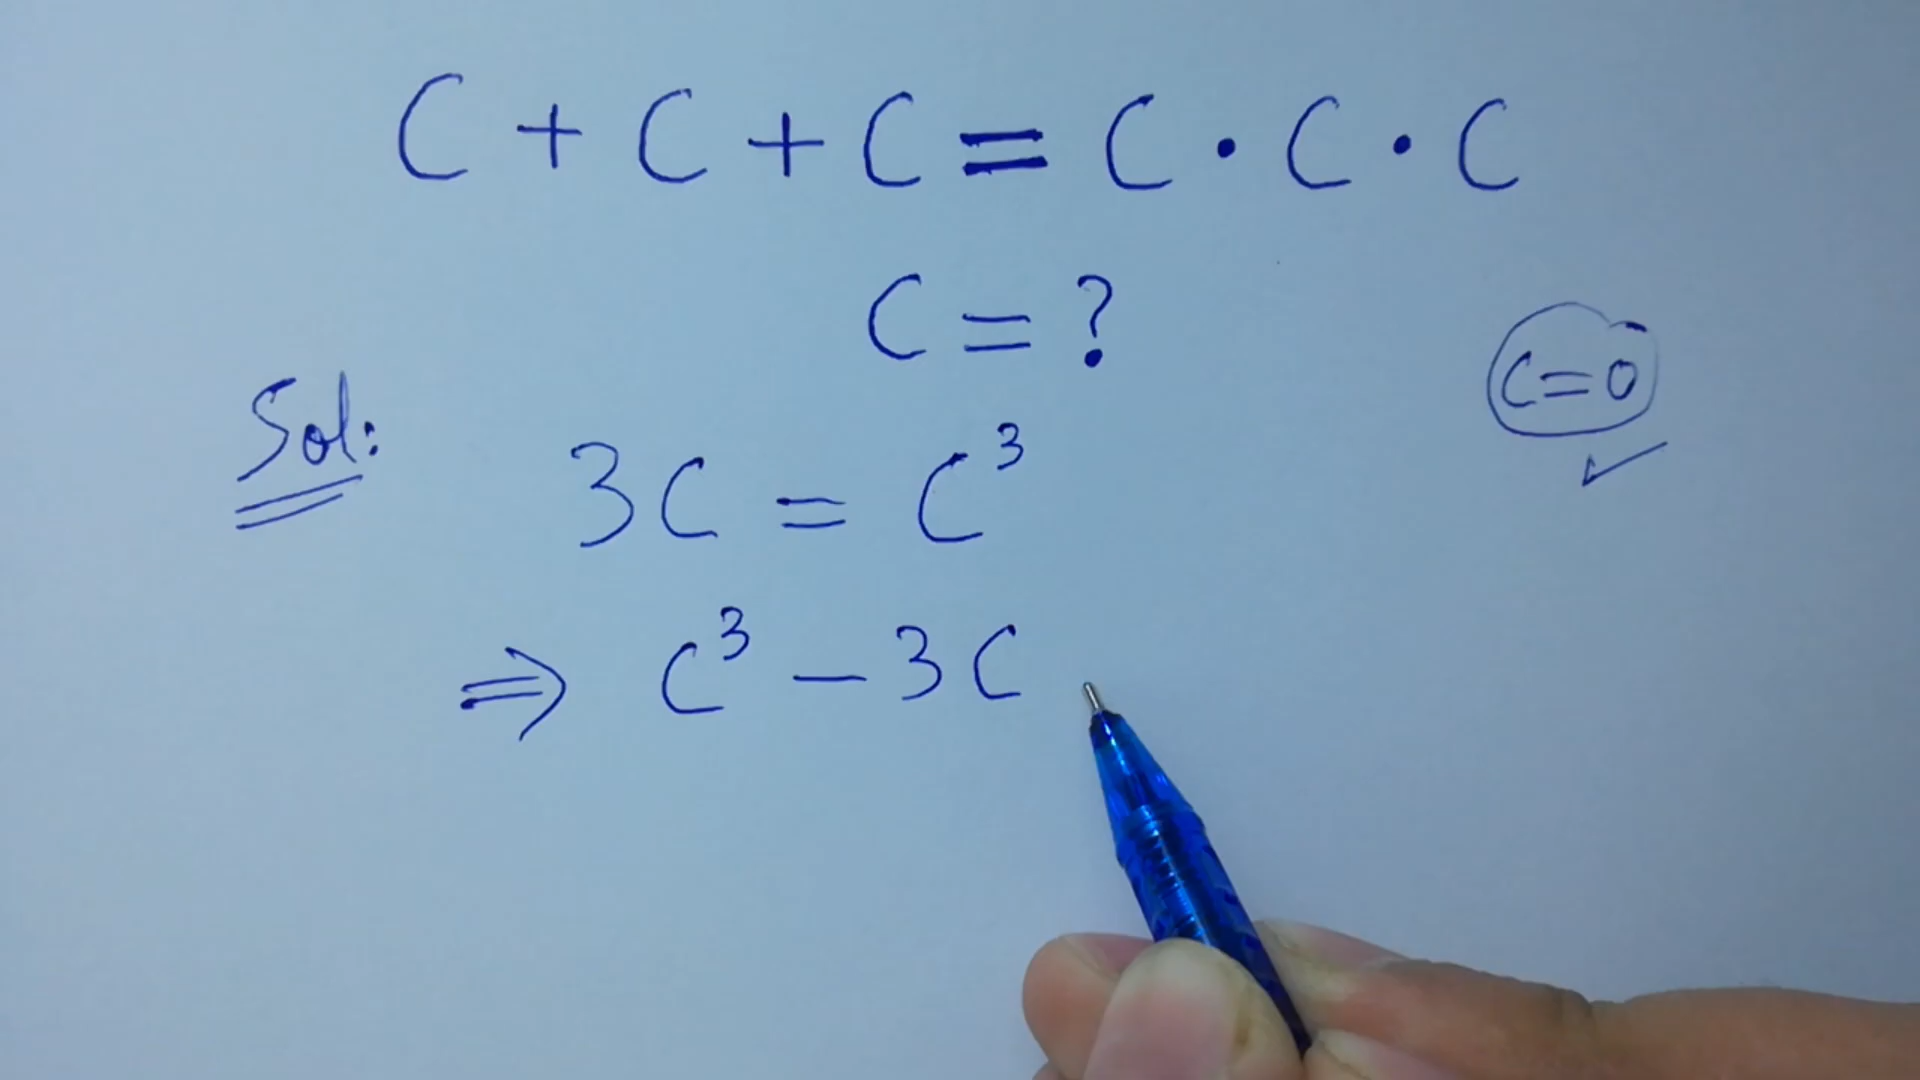 C + C + C = C · C · C
C = ?
C = 0
Sol:
3C = C³
⇒ C³ - 3C